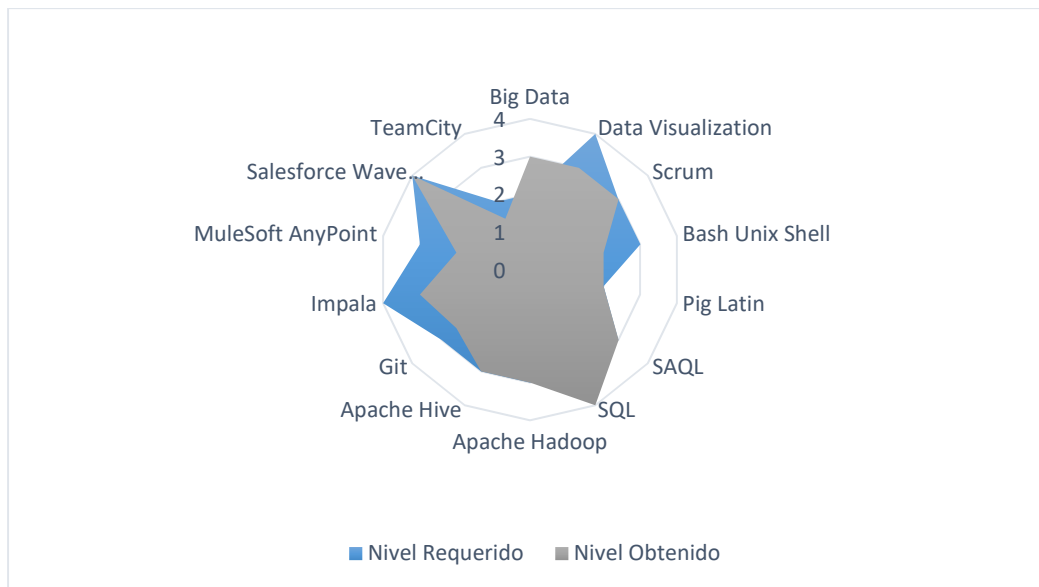 Big Data
4
TeamCity
Data Visualization
3
Salesforce Wave...
Scrum
2
MuleSoft AnyPoint
1
Bash Unix Shell
0
Impala
Pig Latin
Git
SAQL
Apache Hive
SQL
Apache Hadoop
Nivel Requerido
Nivel Obtenido